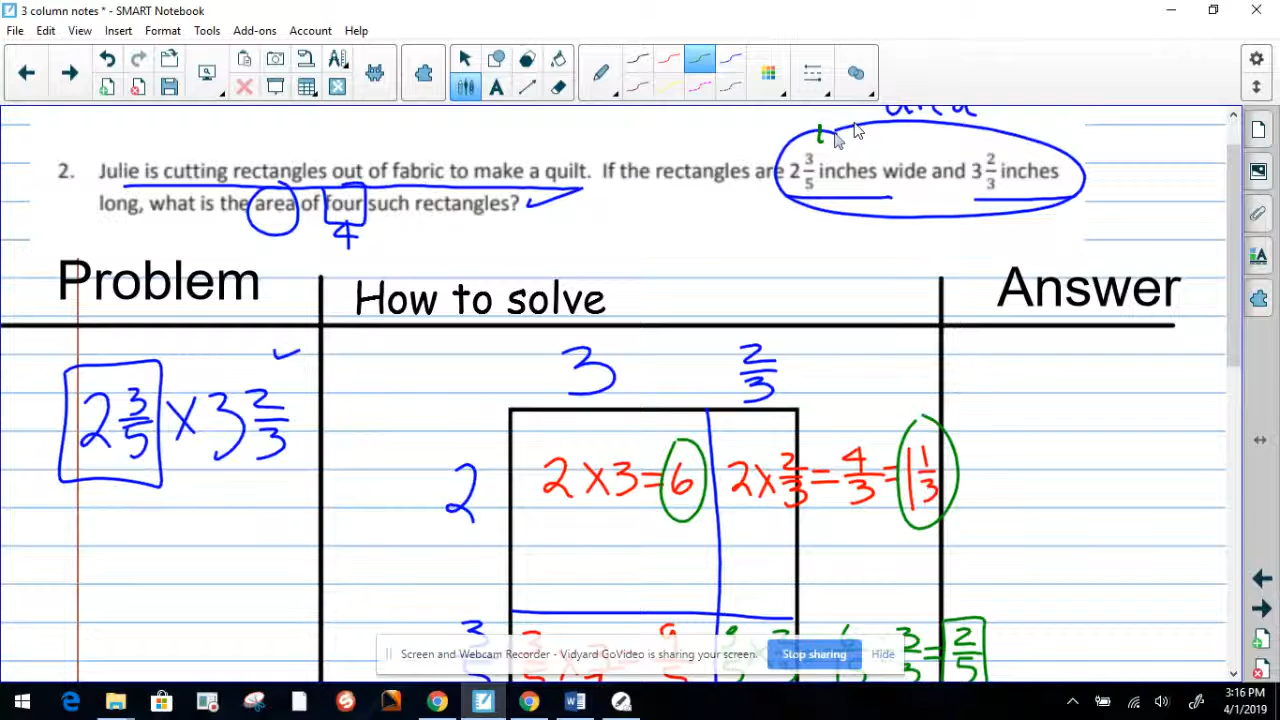 3 column notes * - SMART Notebook
File Edit View Insert Format Tools Add-ons Account Help
and
2. Julie is cutting rectangles out of fabric to make a quilt. If the rectangles are 2 3/5 inches wide and 3 2/3 inches
long, what is the area of four such rectangles?
4
Problem How to solve Answer
3 2/3
2 3/5 × 3 2/3
2 2 × 3 = 6 2 × 2/3 = 4/3 = 1 1/3
= 2/5
Screen and Webcam Recorder - Vidyard GoVideo is sharing your screen. Stop sharing Hide
3:16 PM
4/1/2019